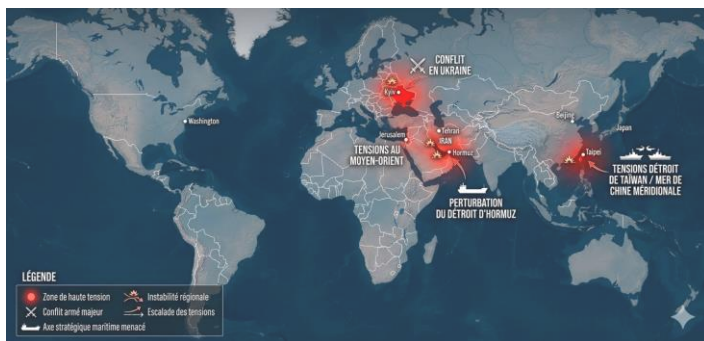 CONFLIT
EN UKRAINE
Kyiv
Washington
Beijing
Japan
Jerusalem
Tehran
IRAN
Hormuz
TENSIONS AU
MOYEN-ORIENT
Taipei
TENSIONS DÉTROIT
DE TAÏWAN / MER DE
CHINE MÉRIDIONALE
PERTURBATION
DU DÉTROIT D'HORMUZ
LÉGENDE
Zone de haute tension
Instabilité régionale
Conflit armé majeur
Escalade des tensions
Axe stratégique maritime menacé